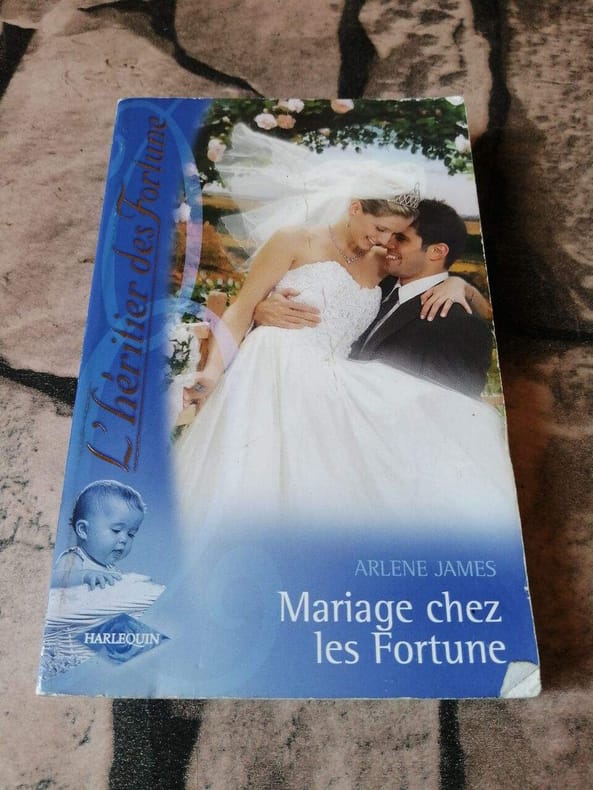 L'héritier des Fortune
ARLENE JAMES
Mariage chez
les Fortune
HARLEQUIN